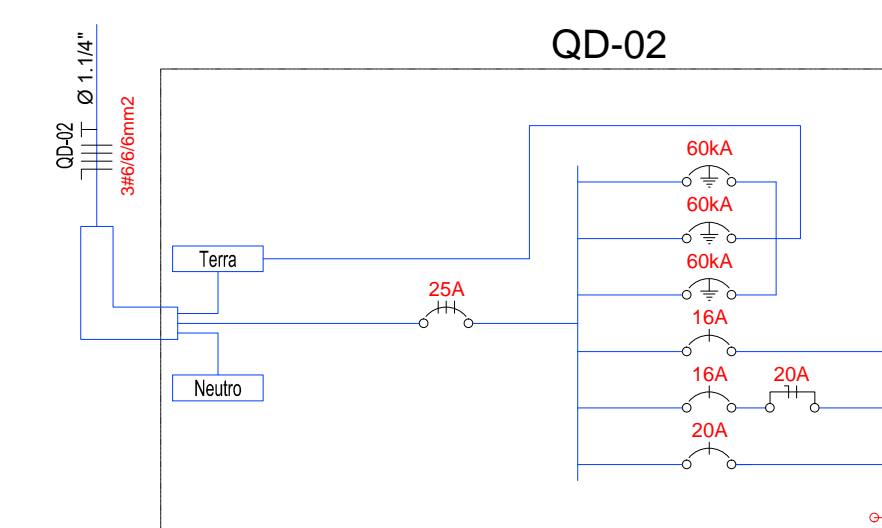 QD-02
Ø 1.1/4"
QD-02
3#6/6/6mm2
60kA
60kA
Terra
60kA
25A
16A
16A 20A
Neutro
20A